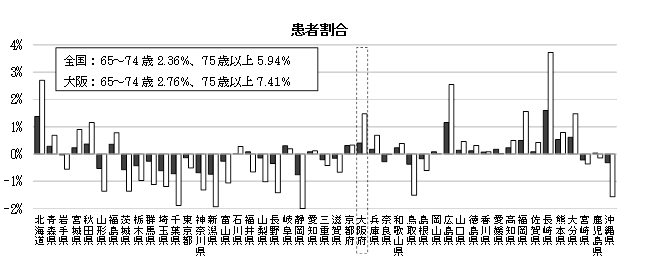 患者割合
4%
全国：65～74歳2.36%、75歳以上5.94%
大阪：65～74歳2.76%、75歳以上7.41%
3%
2%
1%
0%
-1%
-2%
北海道
青森県
岩手県
宮城県
秋田県
山形県
福島県
茨城県
栃木県
群馬県
埼玉県
千葉県
東京都
神奈川県
新潟県
富山県
石川県
福井県
山梨県
長野県
岐阜県
静岡県
愛知県
三重県
滋賀県
京都府
大阪府
兵庫県
奈良県
和歌山県
鳥取県
島根県
岡山県
広島県
山口県
徳島県
香川県
愛媛県
高知県
福岡県
佐賀県
長崎県
熊本県
大分県
宮崎県
鹿児島県
沖縄県